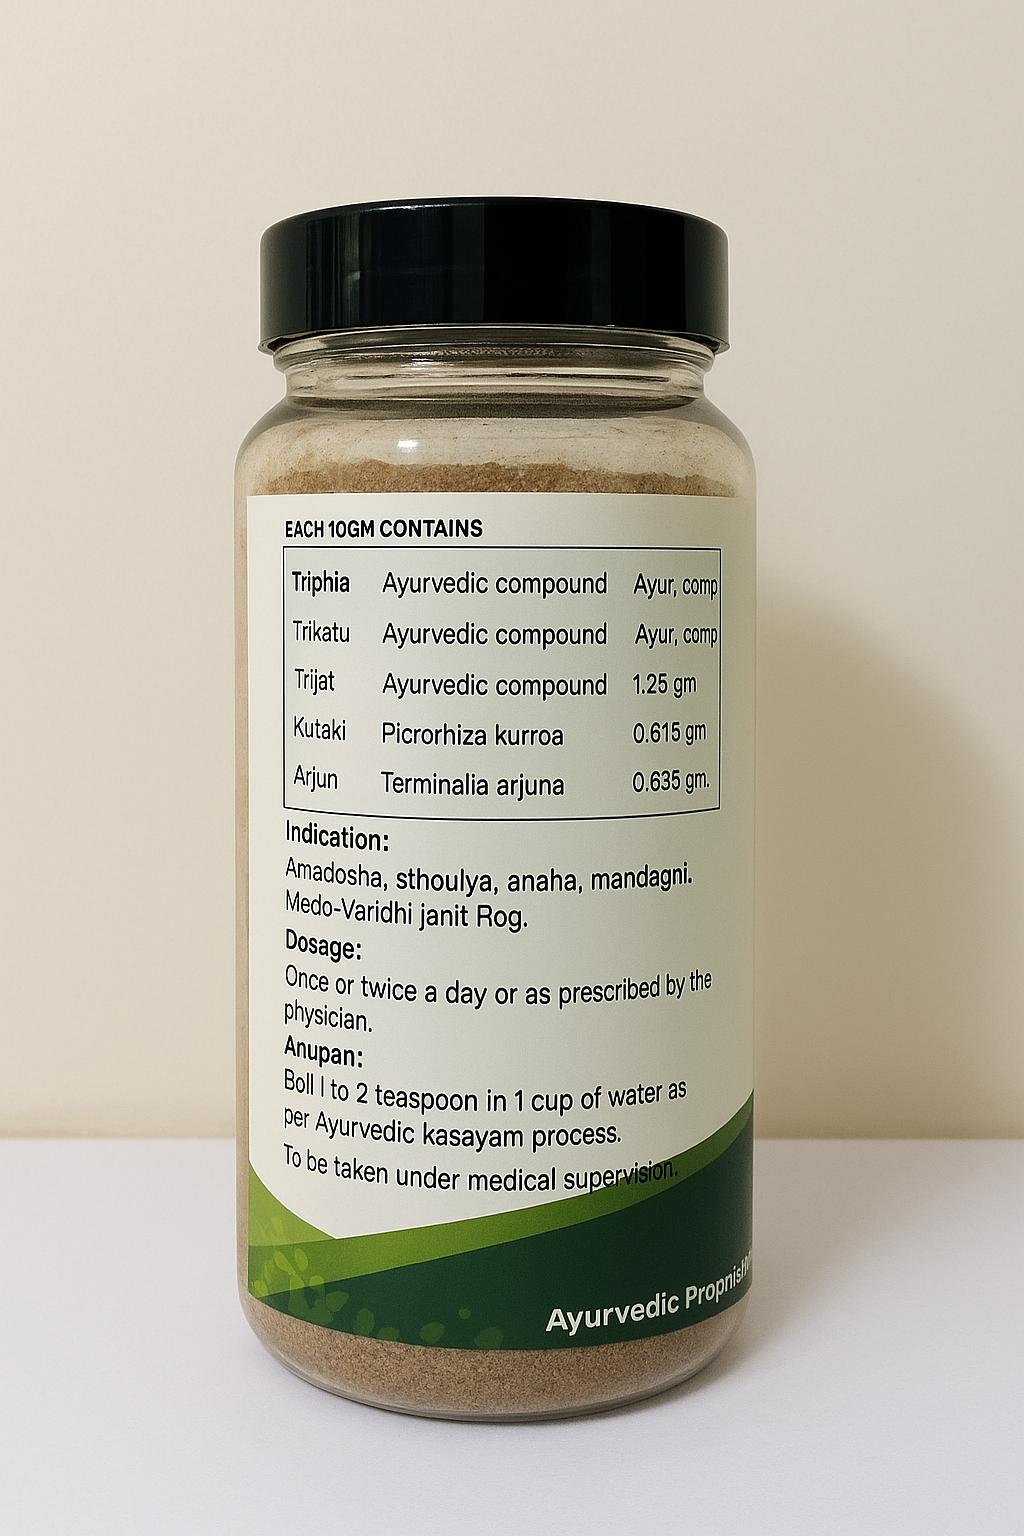 EACH 10GM CONTAINS
Triphia Ayurvedic compound Ayur, comp
Trikatu Ayurvedic compound Ayur, comp
Trijat Ayurvedic compound 1.25 gm
Kutaki Picrorhiza kurroa 0.615 gm
Arjun Terminalia arjuna 0.635 gm.
Indication:
Amadosha, sthoulya, anaha, mandagni.
Medo-Varidhi janit Rog.
Dosage:
Once or twice a day or as prescribed by the
physician.
Anupan:
Boll l to 2 teaspoon in 1 cup of water as
per Ayurvedic kasayam process.
To be taken under medical supervision.
Ayurvedic